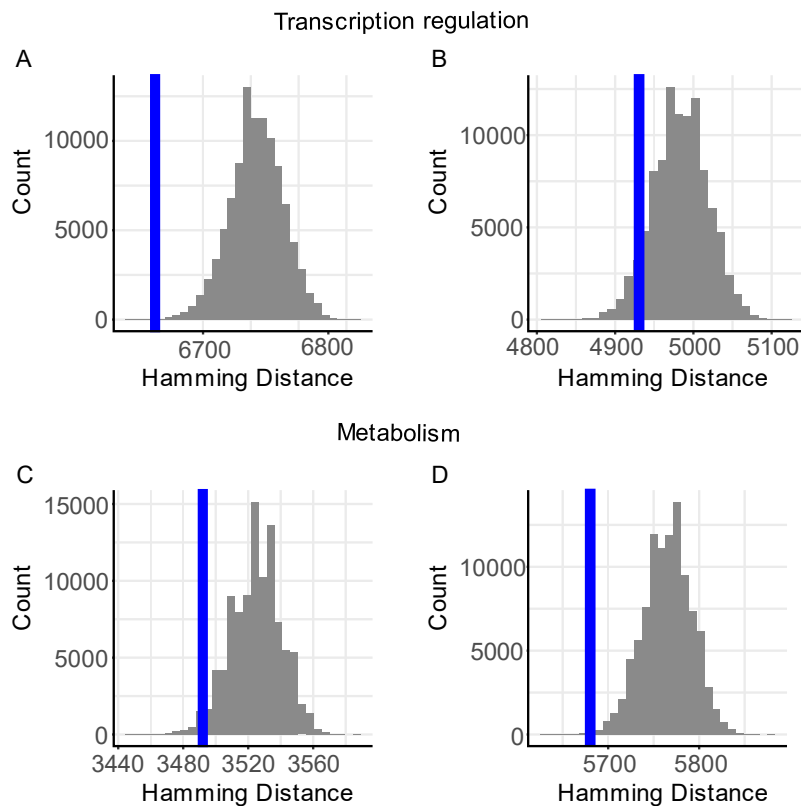 Transcription regulation
A
B
10000
5000
0
Count
6700 6800
Hamming Distance
10000
5000
0
Count
4800 4900 5000 5100
Hamming Distance
Metabolism
C
D
15000
10000
5000
0
Count
3440 3480 3520 3560
Hamming Distance
10000
5000
0
Count
5700 5800
Hamming Distance